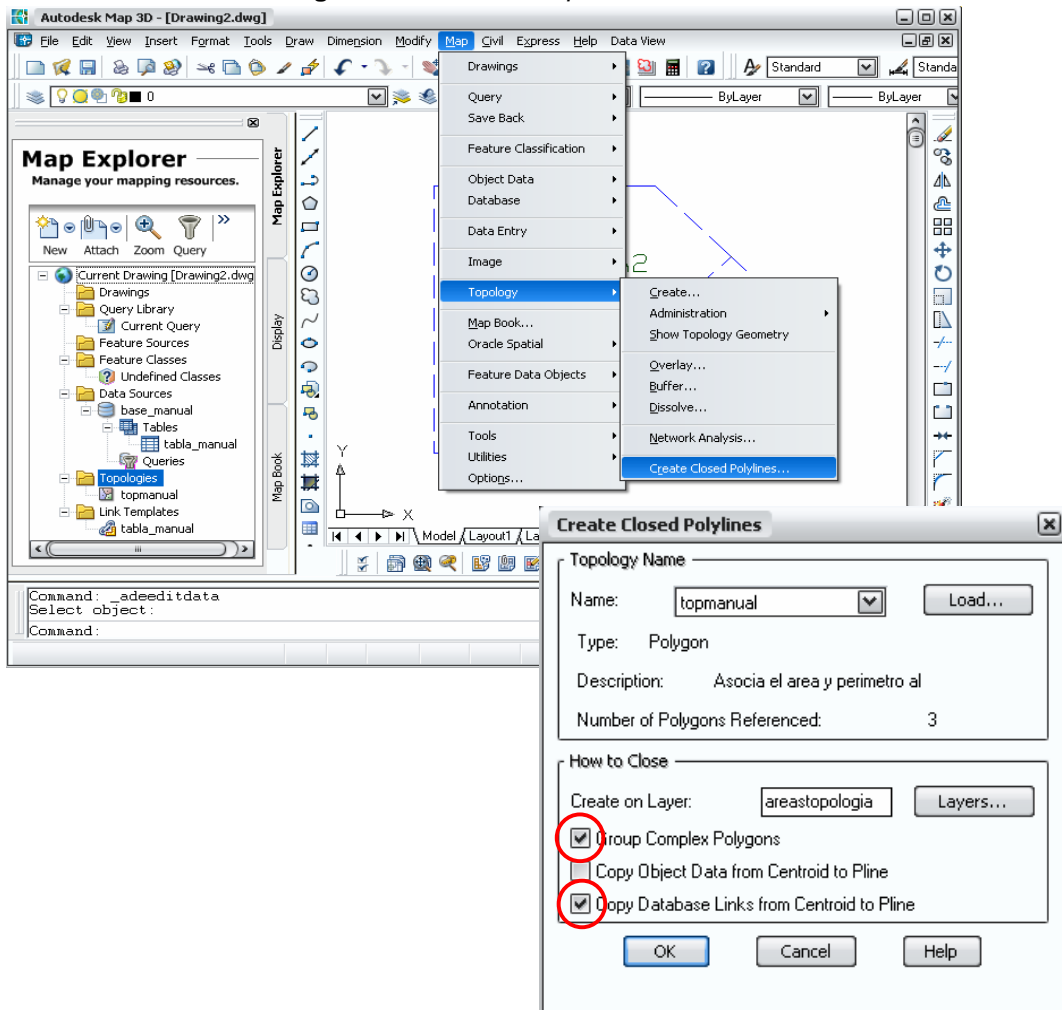 Autodesk Map 3D - [Drawing2.dwg]
File Edit View Insert Format Tools Draw Dimension Modify Map Civil Express Help Data View
Standard Standa
0 ByLayer ByLayer
Map Explorer
Manage your mapping resources.
New Attach Zoom Query
Current Drawing [Drawing2.dwg
Drawings
Query Library
Current Query
Feature Sources
Feature Classes
Undefined Classes
Data Sources
base_manual
Tables
tabla_manual
Queries
Topologies
topmanual
Link Templates
tabla_manual
Map Explorer
Display
Map Book
Drawings
Query
Save Back
Feature Classification
Object Data
Database
Data Entry
Image
Topology
Map Book...
Oracle Spatial
Feature Data Objects
Annotation
Tools
Utilities
Options...
2
Create...
Administration
Show Topology Geometry
Overlay...
Buffer...
Dissolve...
Network Analysis...
Create Closed Polylines...
Y
X
Model Layout1 La
Command: _adeeditdata
Select object:
Command:
Create Closed Polylines
Topology Name
Name: topmanual Load...
Type: Polygon
Description: Asocia el area y perimetro al
Number of Polygons Referenced: 3
How to Close
Create on Layer: areastopologia Layers...
Group Complex Polygons
Copy Object Data from Centroid to Pline
Copy Database Links from Centroid to Pline
OK Cancel Help